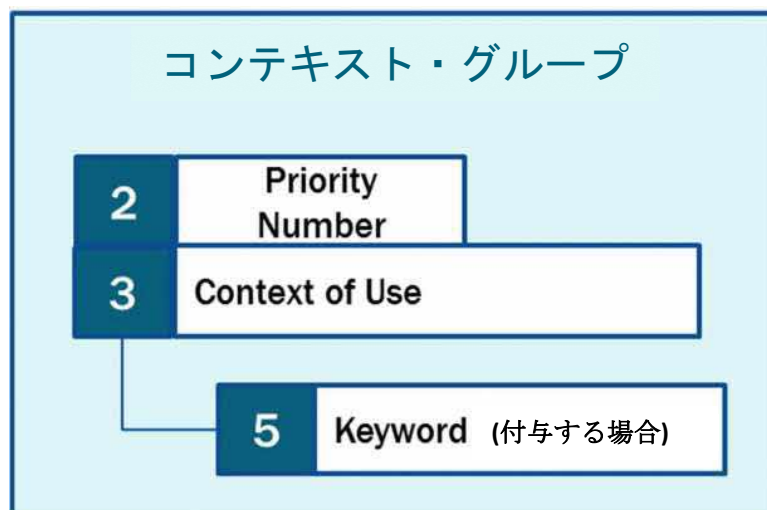 コンテキスト・グループ
2
Priority
Number
3
Context of Use
5
Keyword (付与する場合)